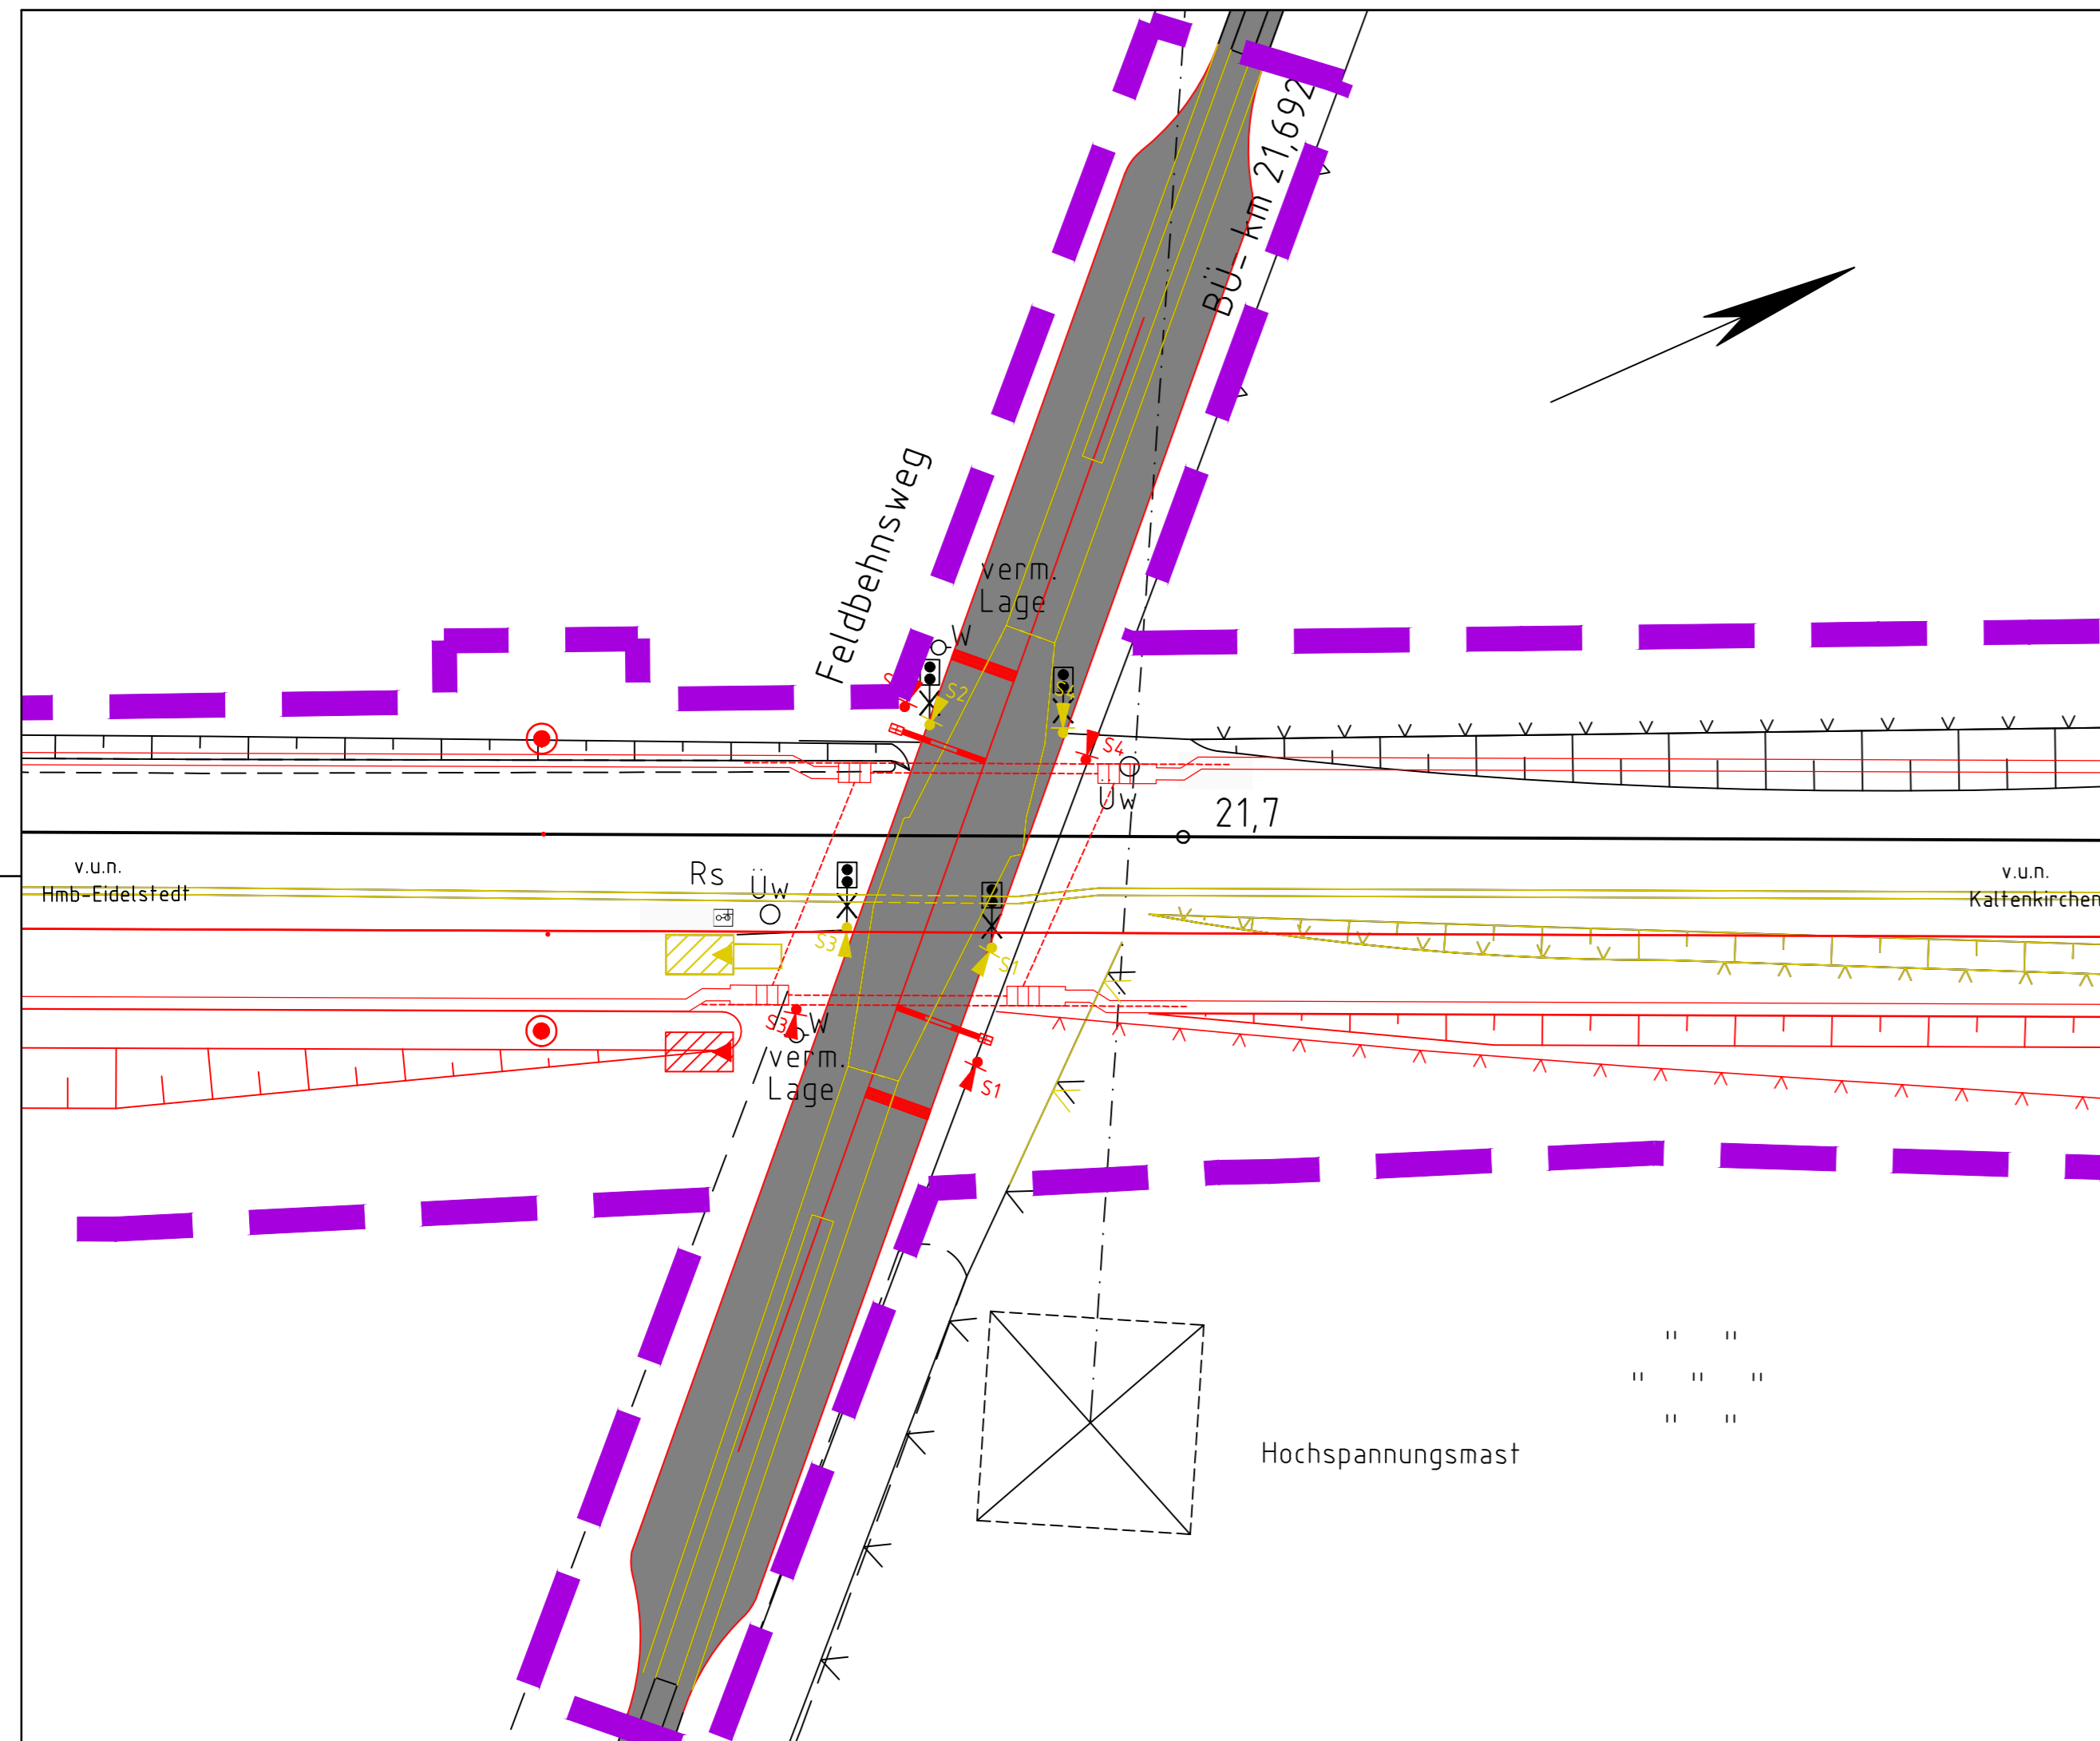 BÜ- km 21,692
Feldbehnsweg
verm.
Lage
W
S2
S4
S4
Üw
21,7
v.u.n.
Hmb-Eidelstedt
Rs
Üw
v.u.n.
Kaltenkirchen
S3
S1
S3
W
verm.
Lage
S1
Hochspannungsmast